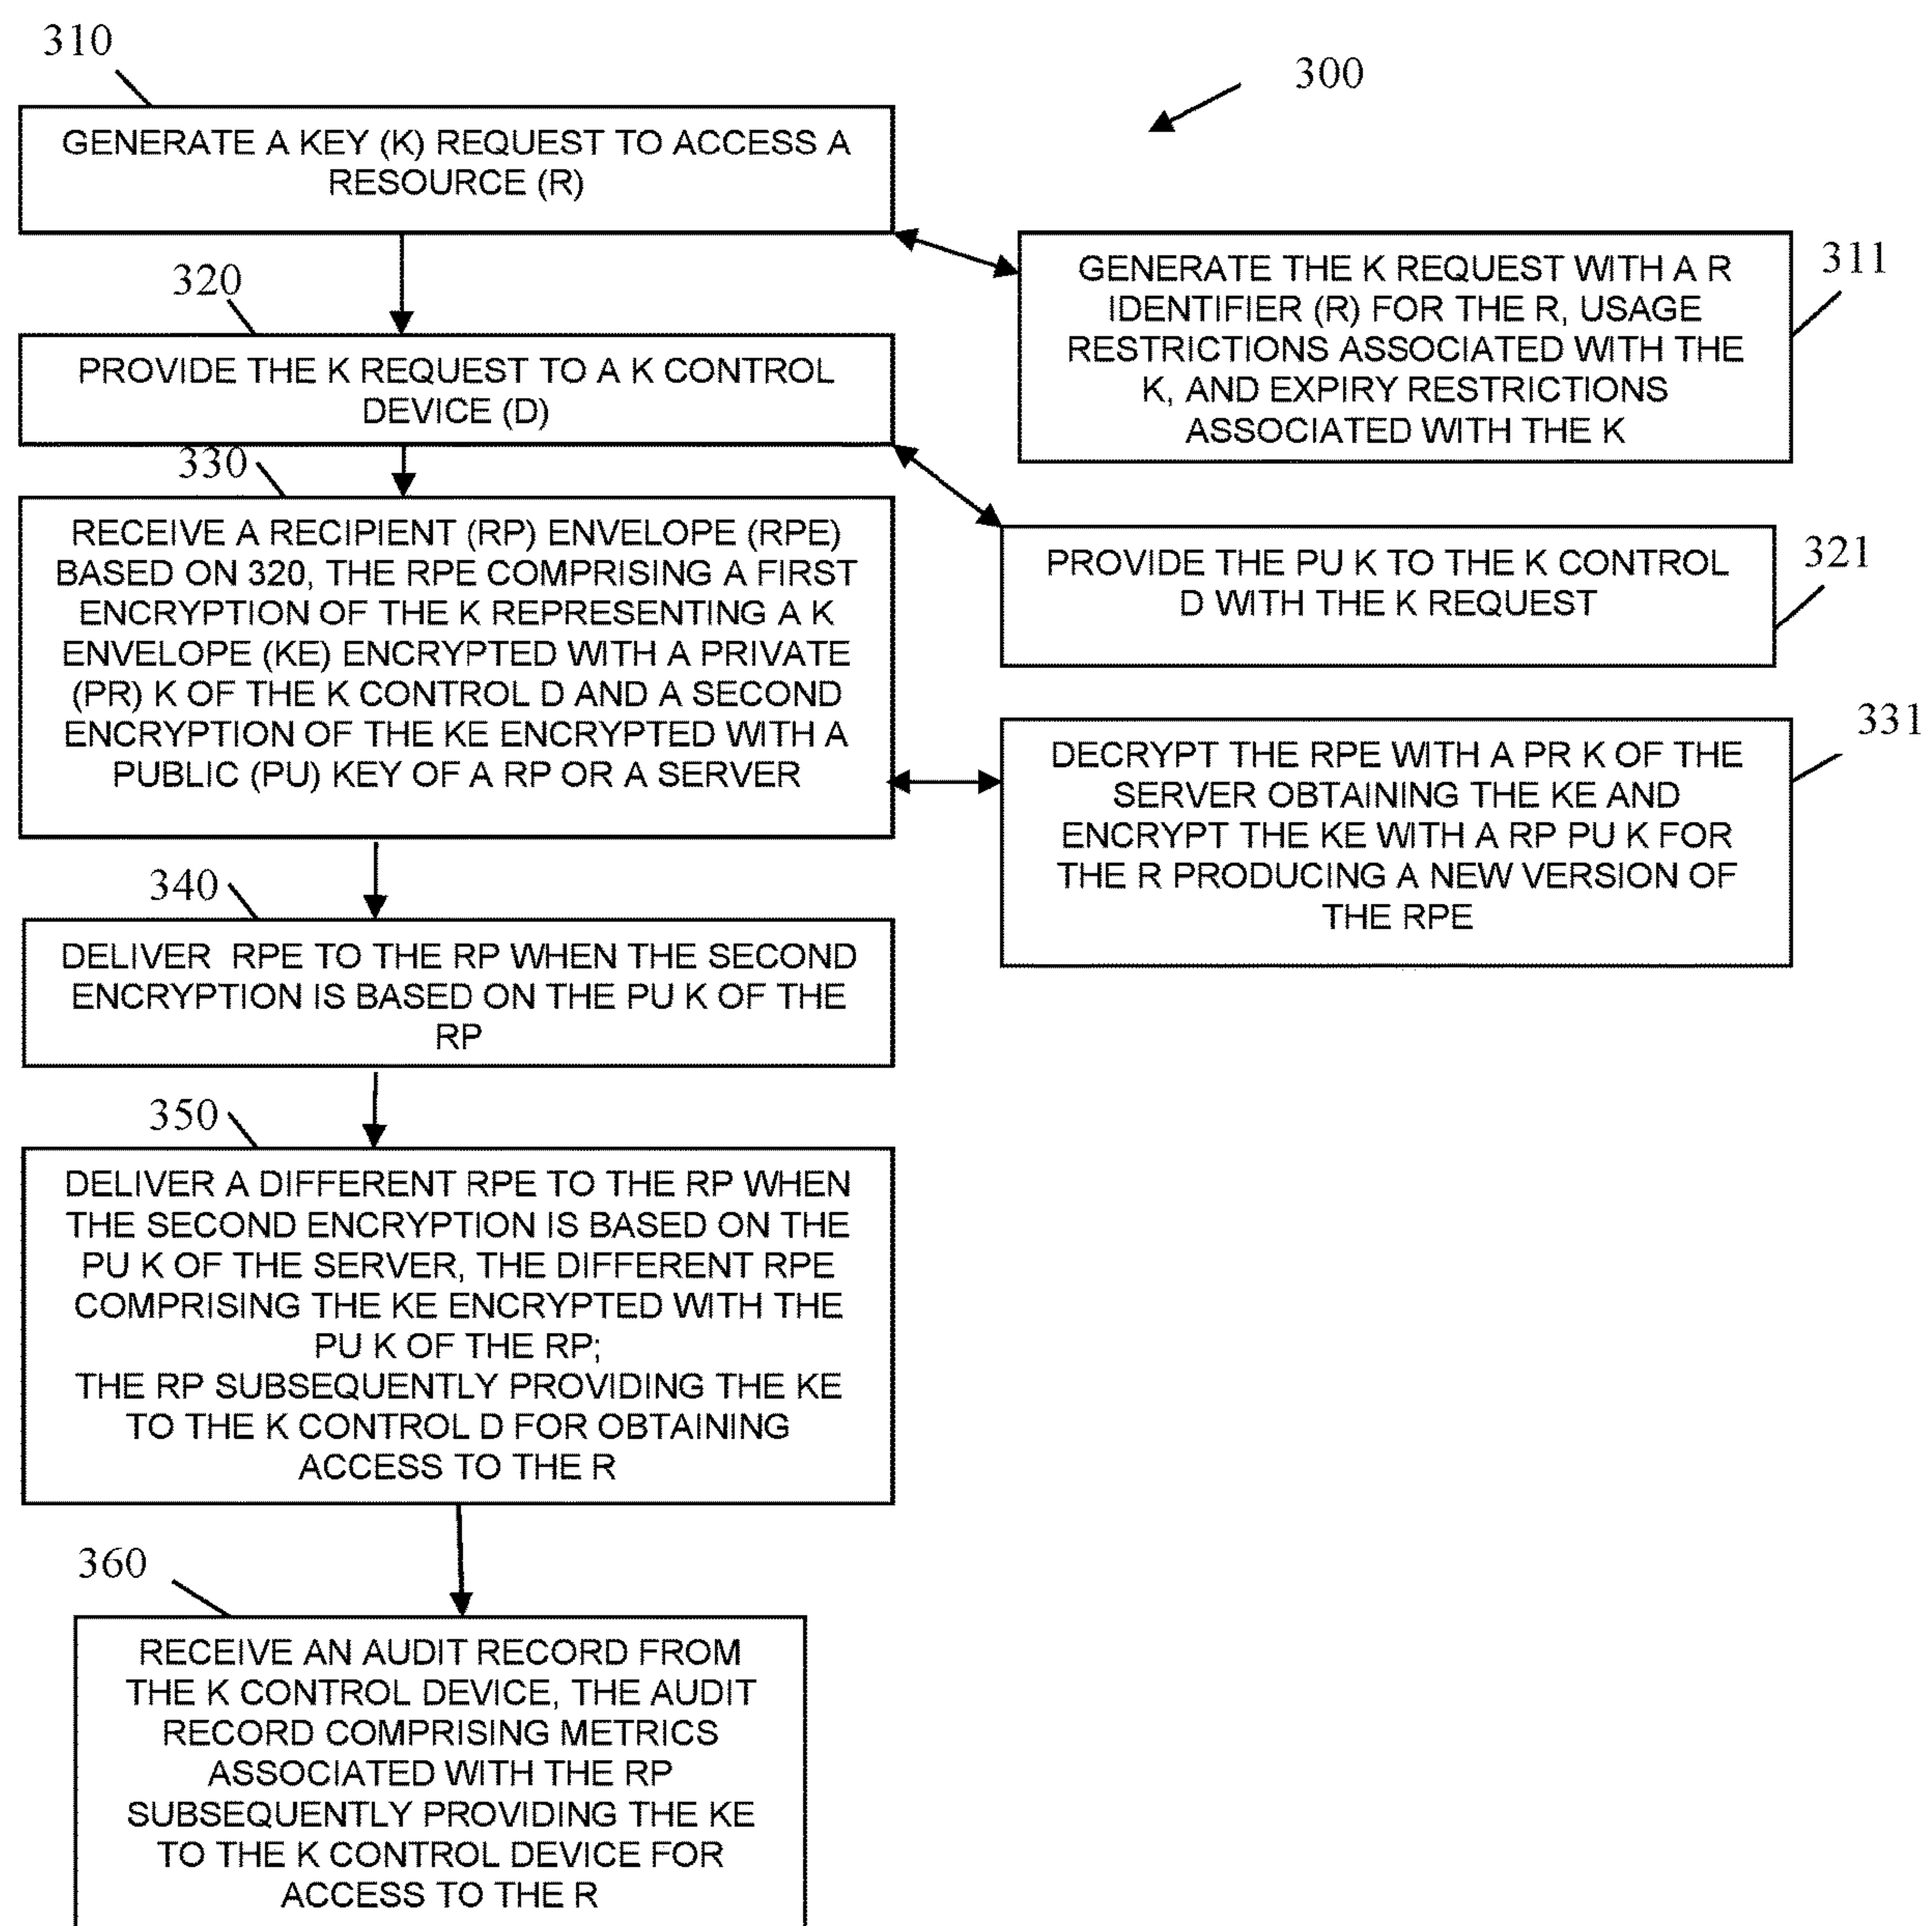 310
300
GENERATE A KEY (K) REQUEST TO ACCESS A
RESOURCE (R)
311
GENERATE THE K REQUEST WITH A R
IDENTIFIER (R) FOR THE R, USAGE
RESTRICTIONS ASSOCIATED WITH THE
K, AND EXPIRY RESTRICTIONS
ASSOCIATED WITH THE K
320
PROVIDE THE K REQUEST TO A K CONTROL
DEVICE (D)
321
PROVIDE THE PU K TO THE K CONTROL
D WITH THE K REQUEST
330
RECEIVE A RECIPIENT (RP) ENVELOPE (RPE)
BASED ON 320, THE RPE COMPRISING A FIRST
ENCRYPTION OF THE K REPRESENTING A K
ENVELOPE (KE) ENCRYPTED WITH A PRIVATE
(PR) K OF THE K CONTROL D AND A SECOND
ENCRYPTION OF THE KE ENCRYPTED WITH A
PUBLIC (PU) KEY OF A RP OR A SERVER
331
DECRYPT THE RPE WITH A PR K OF THE
SERVER OBTAINING THE KE AND
ENCRYPT THE KE WITH A RP PU K FOR
THE R PRODUCING A NEW VERSION OF
THE RPE
340
DELIVER RPE TO THE RP WHEN THE SECOND
ENCRYPTION IS BASED ON THE PU K OF THE
RP
350
DELIVER A DIFFERENT RPE TO THE RP WHEN
THE SECOND ENCRYPTION IS BASED ON THE
PU K OF THE SERVER, THE DIFFERENT RPE
COMPRISING THE KE ENCRYPTED WITH THE
PU K OF THE RP;
THE RP SUBSEQUENTLY PROVIDING THE KE
TO THE K CONTROL D FOR OBTAINING
ACCESS TO THE R
360
RECEIVE AN AUDIT RECORD FROM
THE K CONTROL DEVICE, THE AUDIT
RECORD COMPRISING METRICS
ASSOCIATED WITH THE RP
SUBSEQUENTLY PROVIDING THE KE
TO THE K CONTROL DEVICE FOR
ACCESS TO THE R